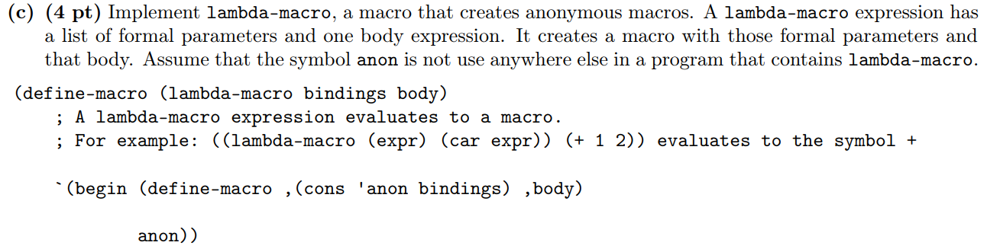 (c) (4 pt) Implement lambda-macro, a macro that creates anonymous macros. A lambda-macro expression has
a list of formal parameters and one body expression. It creates a macro with those formal parameters and
that body. Assume that the symbol anon is not use anywhere else in a program that contains lambda-macro.
(define-macro (lambda-macro bindings body)
; A lambda-macro expression evaluates to a macro.
; For example: ((lambda-macro (expr) (car expr)) (+ 1 2)) evaluates to the symbol +
`(begin (define-macro ,(cons 'anon bindings) ,body)
anon))